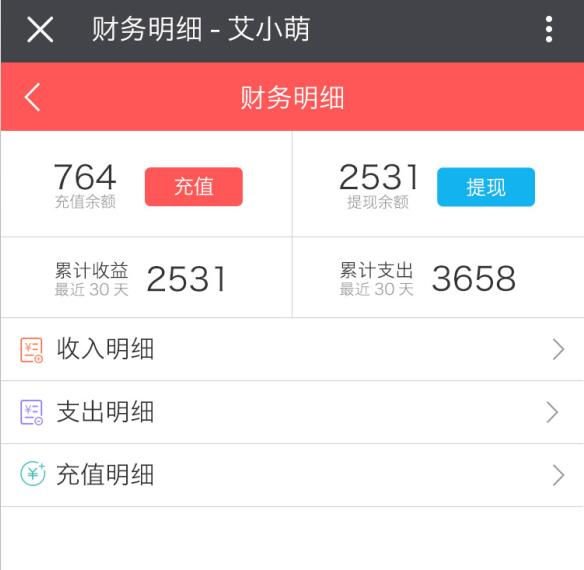 财务明细 - 艾小萌
财务明细
764
充值余额
充值
2531
提现余额
提现
累计收益
最近 30 天
2531
累计支出
最近 30 天
3658
收入明细
支出明细
充值明细